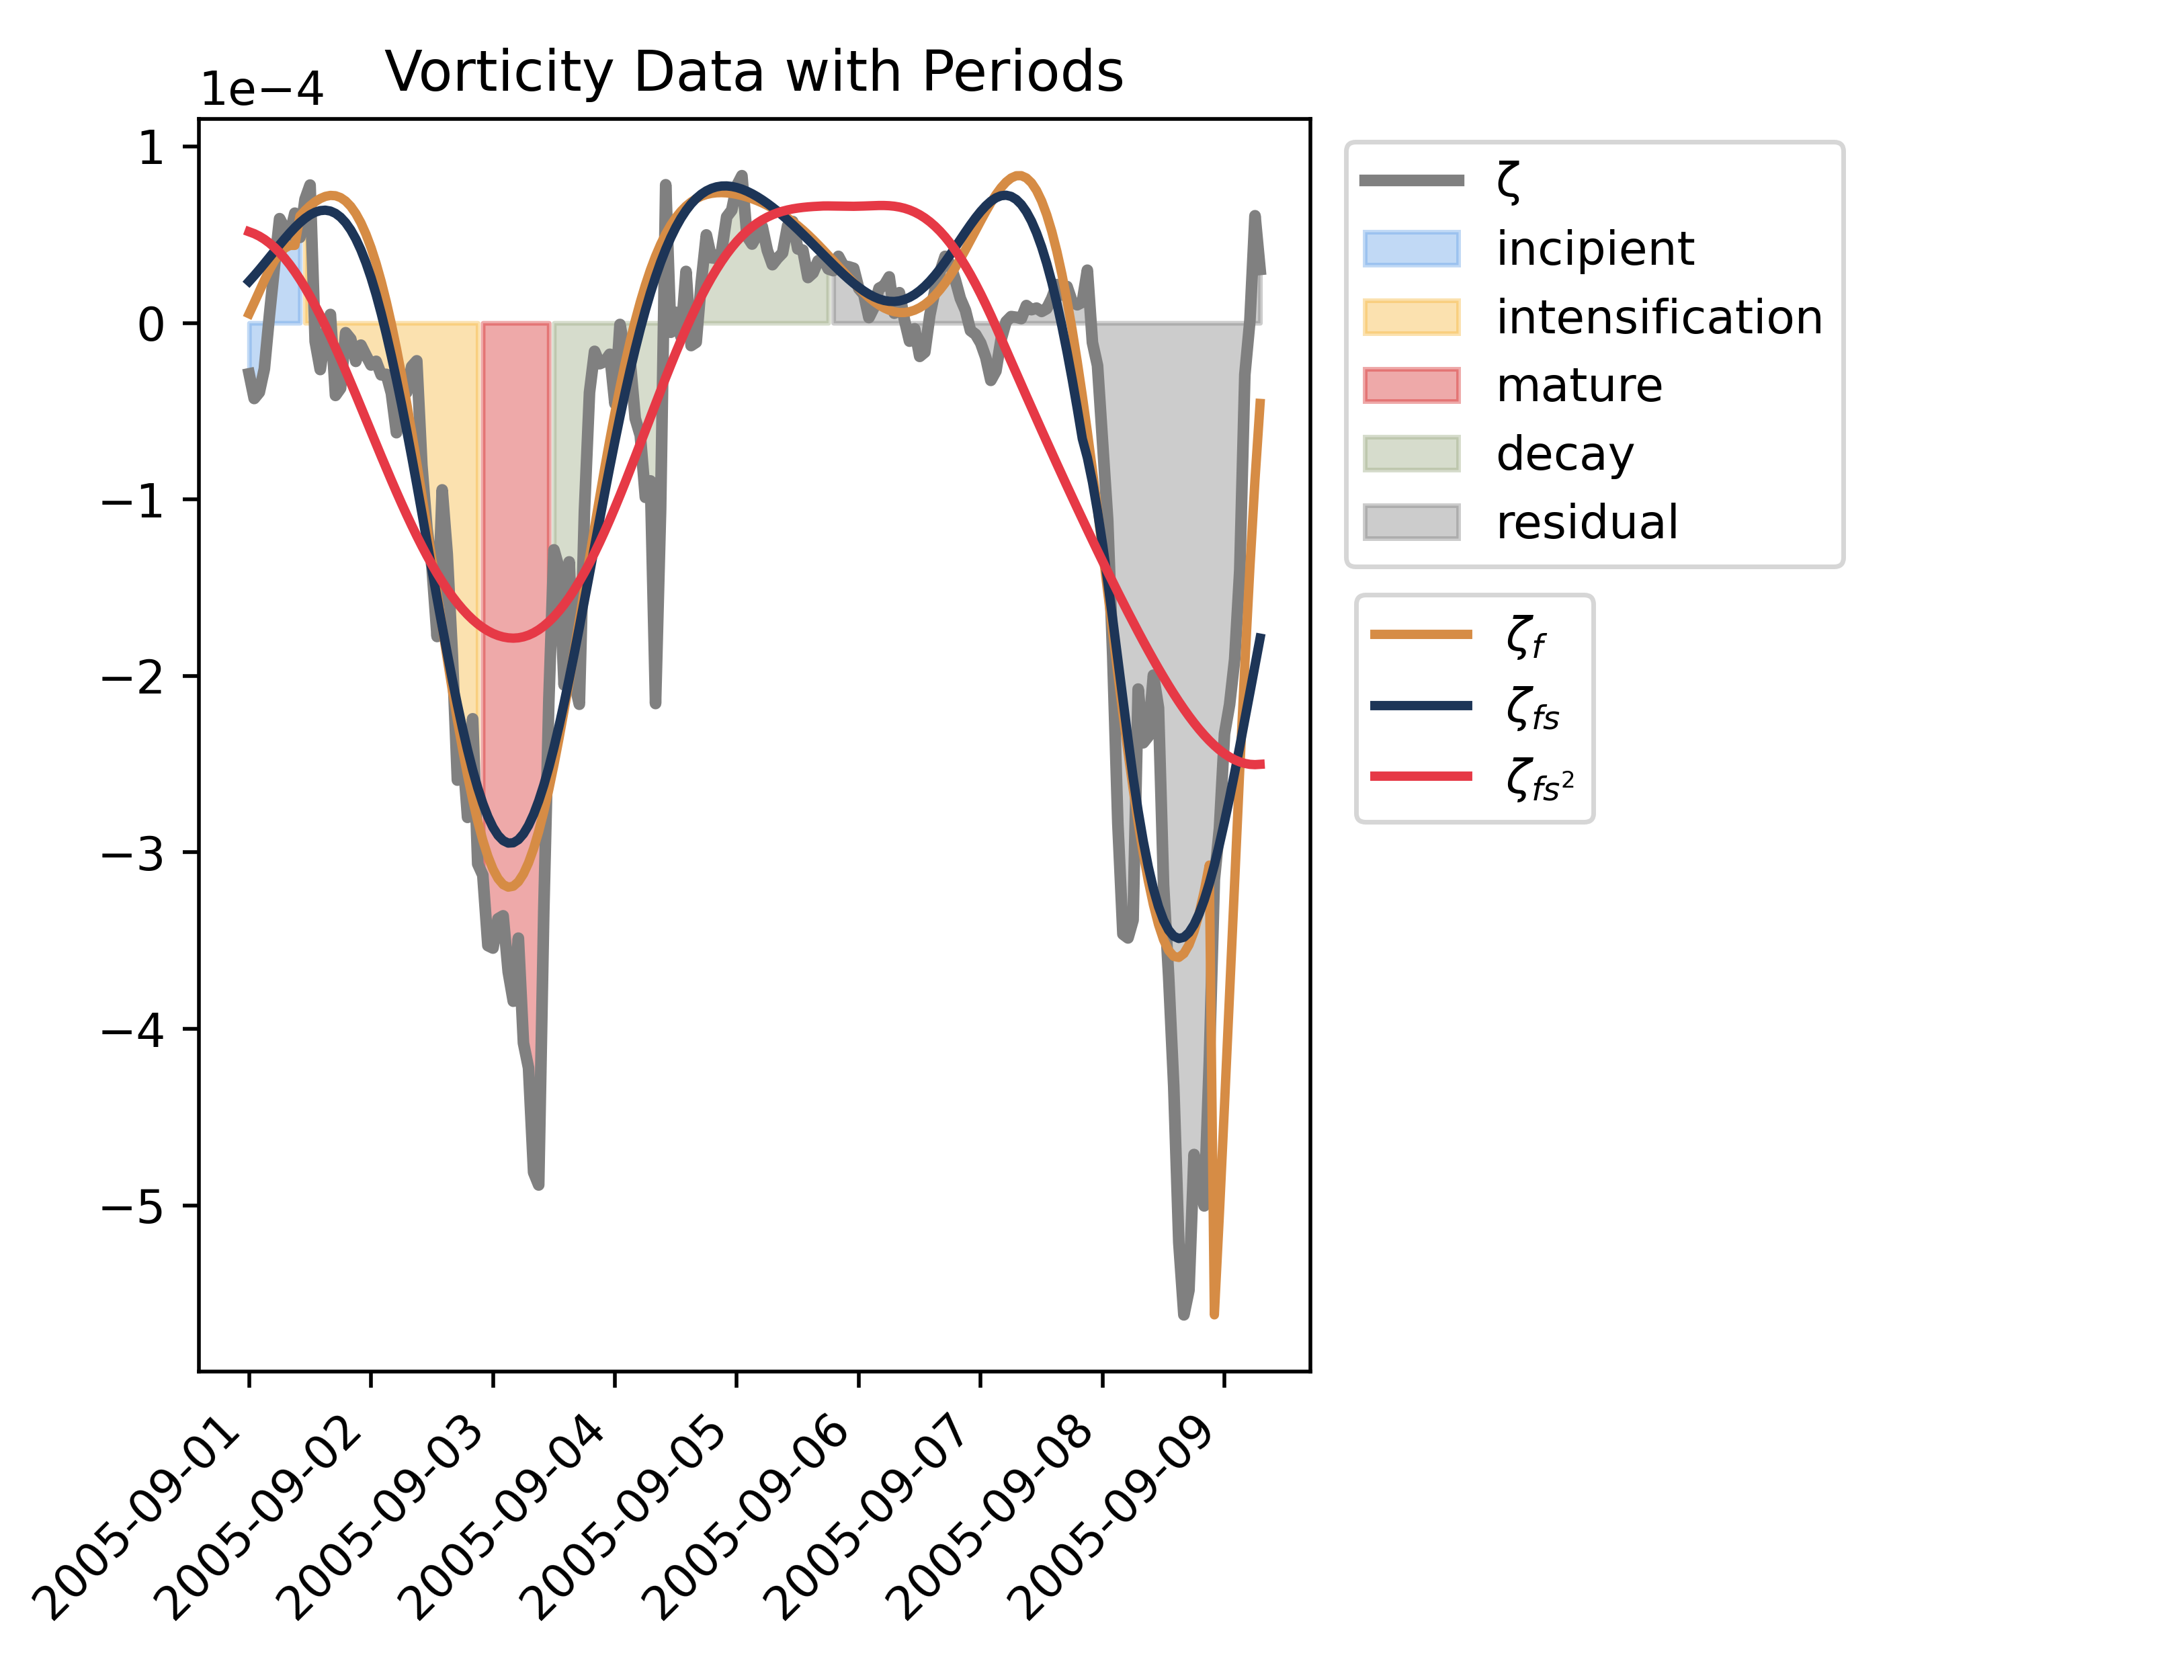 Vorticity Data with Periods
1e−4
1
0
−1
−2
−3
−4
−5
2005-09-01
2005-09-02
2005-09-03
2005-09-04
2005-09-05
2005-09-06
2005-09-07
2005-09-08
2005-09-09
ζ
incipient
intensification
mature
decay
residual
ζ_f
ζ_fs
ζ_fs²